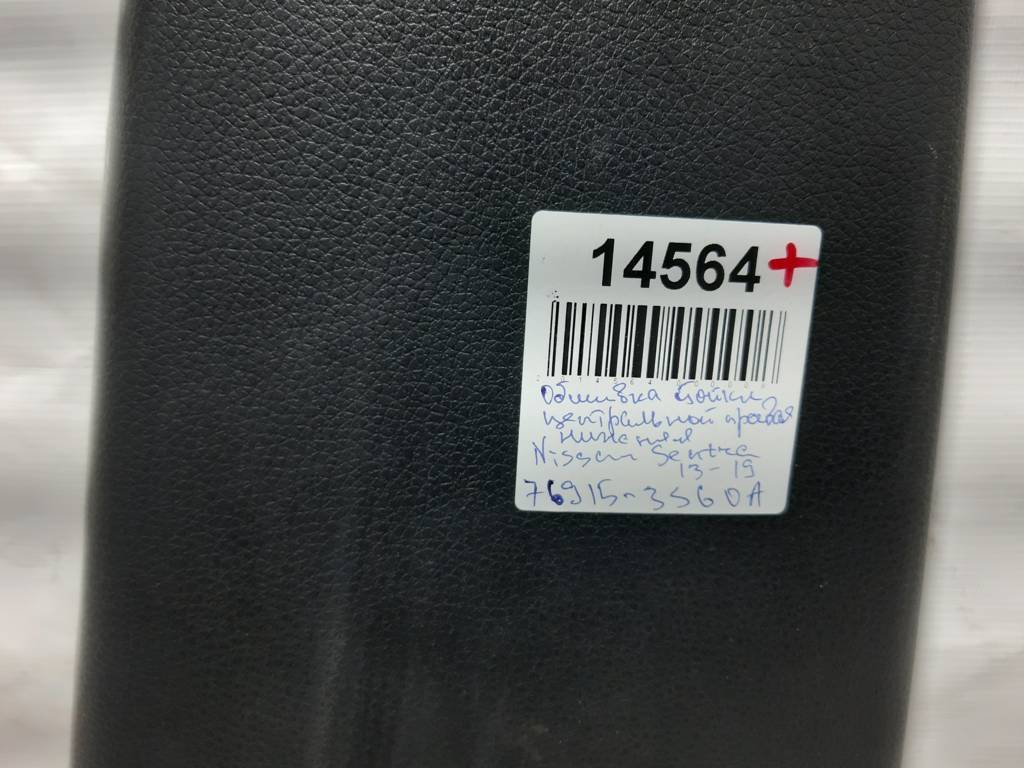 14564+
Обшивка стойки
центральной правая
нижняя
Nissan Sentra
13-19
76915-3SG0A